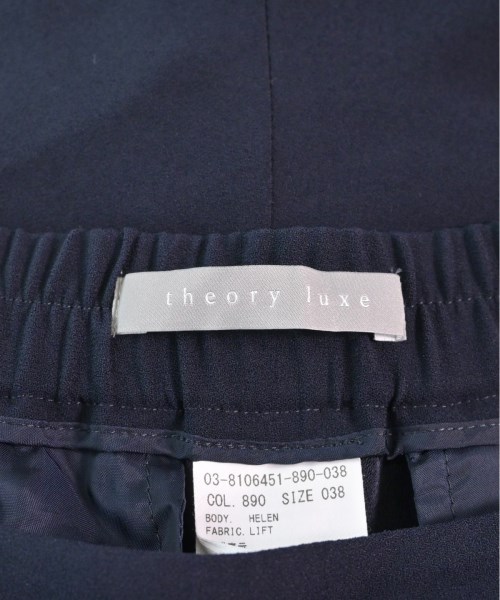 theory luxe
03-8106451-890-038
COL. 890 SIZE 038
BODY. HELEN
FABRIC. LIFT